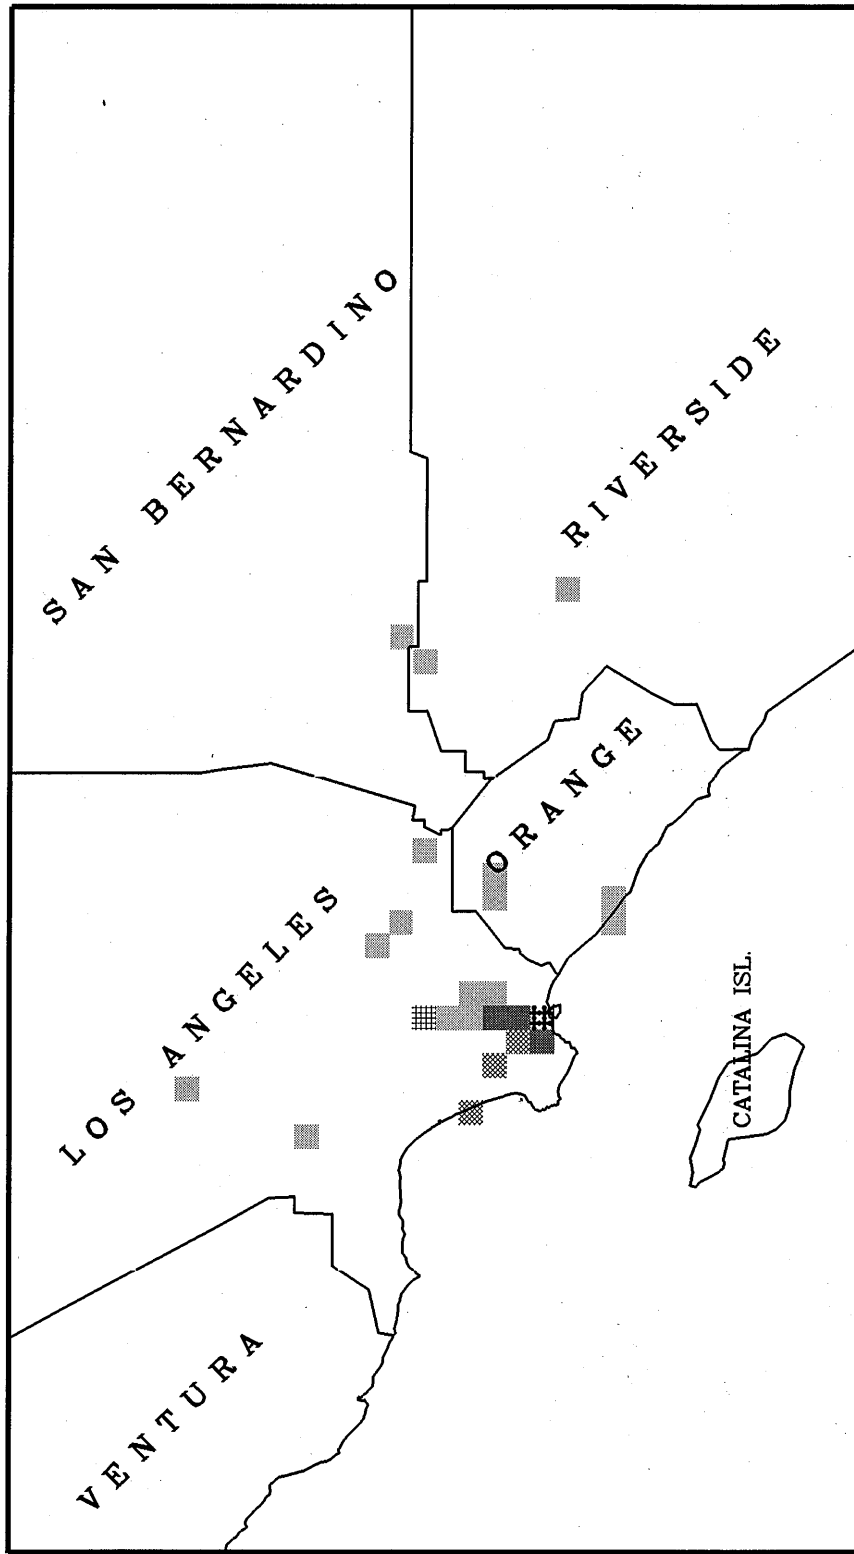 SAN BERNARDINO
RIVERSIDE
ORANGE
LOS ANGELES
VENTURA
CATALINA ISL.